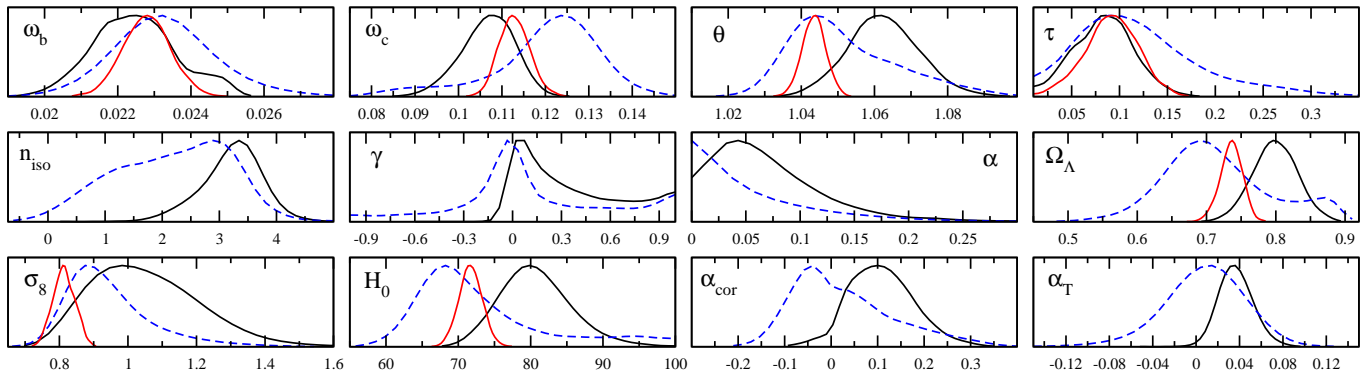 ω_b ω_c θ τ
0.02 0.022 0.024 0.026 0.08 0.09 0.1 0.11 0.12 0.13 0.14 1.02 1.04 1.06 1.08 0.05 0.1 0.15 0.2 0.25 0.3
n_iso γ α Ω_Λ
0 1 2 3 4 -0.9 -0.6 -0.3 0 0.3 0.6 0.9 0 0.05 0.1 0.15 0.2 0.25 0.5 0.6 0.7 0.8 0.9
σ_8 H_0 α_cor α_T
0.8 1 1.2 1.4 1.6 60 70 80 90 100 -0.2 -0.1 0 0.1 0.2 0.3 -0.12 -0.08 -0.04 0 0.04 0.08 0.12